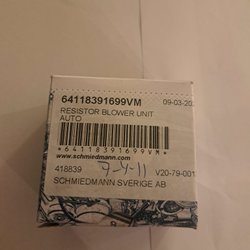 64118391699VM 09-03-20
RESISTOR BLOWER UNIT
AUTO
*64118391699VM*
www.schmiedmann.com
418839 7-4-11 V20-79-001
SCHMIEDMANN SVERIGE AB